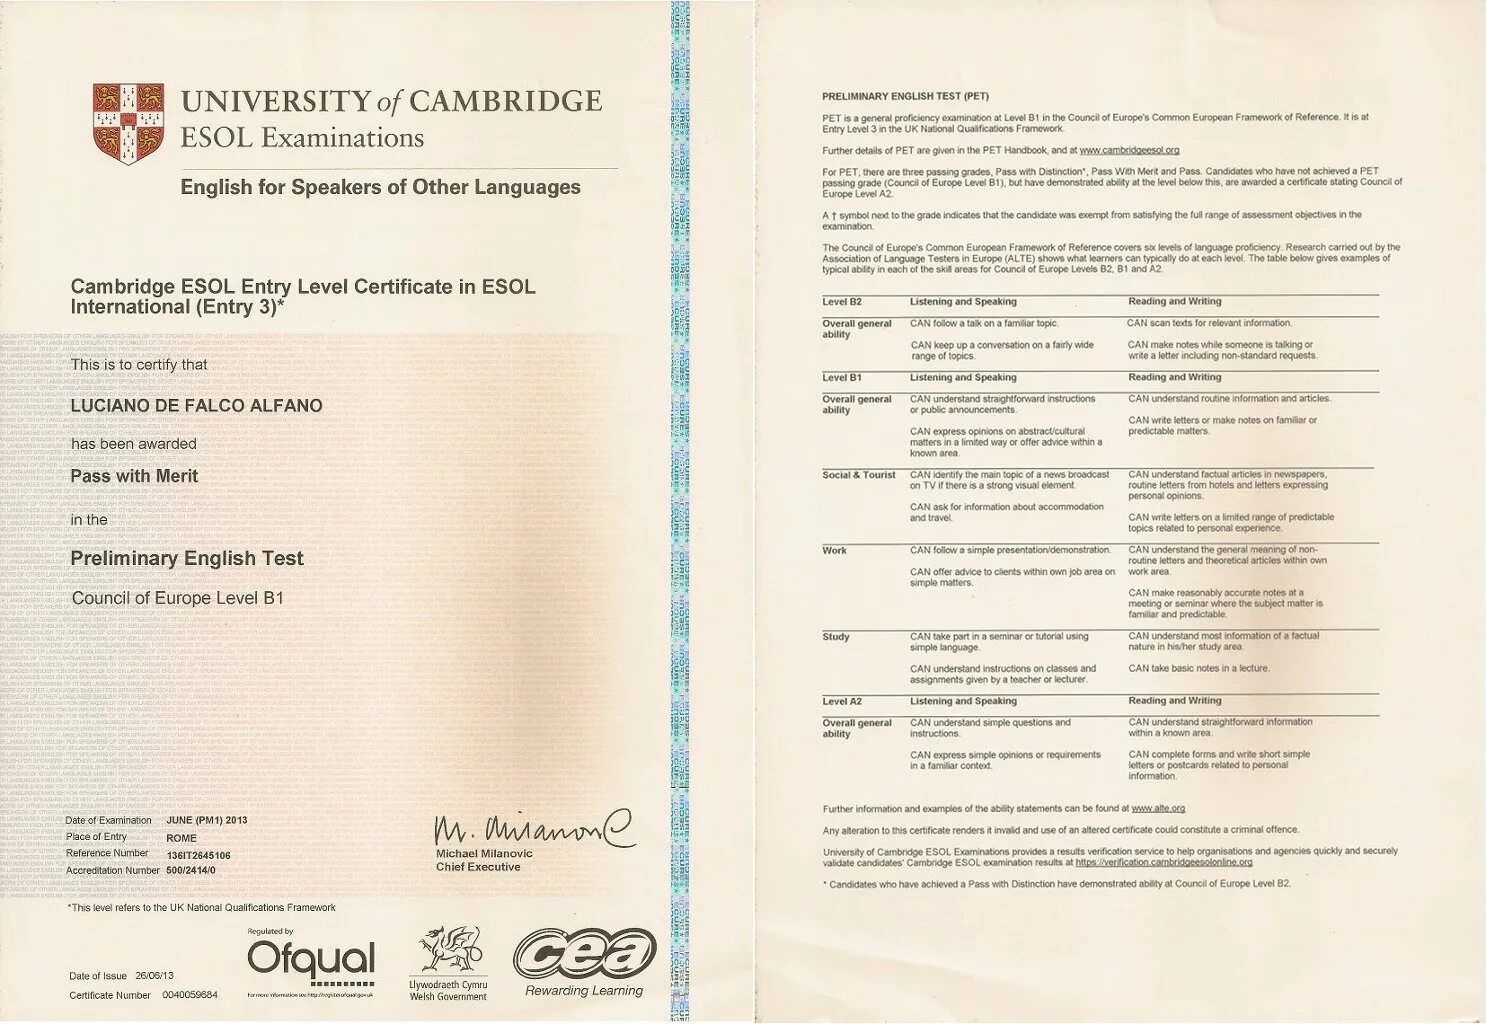 UNIVERSITY of CAMBRIDGE
ESOL Examinations
English for Speakers of Other Languages
Cambridge ESOL Entry Level Certificate in ESOL
International (Entry 3)*
This is to certify that
LUCIANO DE FALCO ALFANO
has been awarded
Pass with Merit
in the
Preliminary English Test
Council of Europe Level B1
Date of Examination JUNE (PM1) 2013
Place of Entry ROME
Reference Number 136IT2645106
Accreditation Number 500/2414/0
Michael Milanovic
Chief Executive
*This level refers to the UK National Qualifications Framework
Regulated by
Ofqual
For more information see http://register.ofqual.gov.uk
Llywodraeth Cymru
Welsh Government
cea
Rewarding Learning
Date of Issue 26/06/13
Certificate Number 0040059684
PRELIMINARY ENGLISH TEST (PET)
PET is a general proficiency examination at Level B1 in the Council of Europe's Common European Framework of Reference. It is at
Entry Level 3 in the UK National Qualifications Framework.
Further details of PET are given in the PET Handbook, and at www.cambridgeesol.org
For PET, there are three passing grades, Pass with Distinction*, Pass With Merit and Pass. Candidates who have not achieved a PET
passing grade (Council of Europe Level B1), but have demonstrated ability at the level below this, are awarded a certificate stating Council of
Europe Level A2.
A † symbol next to the grade indicates that the candidate was exempt from satisfying the full range of assessment objectives in the
examination.
The Council of Europe's Common European Framework of Reference covers six levels of language proficiency. Research carried out by the
Association of Language Testers in Europe (ALTE) shows what learners can typically do at each level. The table below gives examples of
typical ability in each of the skill areas for Council of Europe Levels B2, B1 and A2.
Level B2 Listening and Speaking Reading and Writing
Overall general CAN follow a talk on a familiar topic. CAN scan texts for relevant information.
ability
CAN keep up a conversation on a fairly wide CAN make notes while someone is talking or
range of topics. write a letter including non-standard requests.
Level B1 Listening and Speaking Reading and Writing
Overall general CAN understand straightforward instructions CAN understand routine information and articles.
ability or public announcements.
CAN write letters or make notes on familiar or
CAN express opinions on abstract/cultural predictable matters.
matters in a limited way or offer advice within a
known area.
Social & Tourist CAN identify the main topic of a news broadcast CAN understand factual articles in newspapers,
on TV if there is a strong visual element. routine letters from hotels and letters expressing
personal opinions.
CAN ask for information about accommodation
and travel. CAN write letters on a limited range of predictable
topics related to personal experience.
Work CAN follow a simple presentation/demonstration. CAN understand the general meaning of non-
routine letters and theoretical articles within own
CAN offer advice to clients within own job area on work area.
simple matters.
CAN make reasonably accurate notes at a
meeting or seminar where the subject matter is
familiar and predictable.
Study CAN take part in a seminar or tutorial using CAN understand most information of a factual
simple language. nature in his/her study area.
CAN understand instructions on classes and CAN take basic notes in a lecture.
assignments given by a teacher or lecturer.
Level A2 Listening and Speaking Reading and Writing
Overall general CAN understand simple questions and CAN understand straightforward information
ability instructions. within a known area.
CAN express simple opinions or requirements CAN complete forms and write short simple
in a familiar context. letters or postcards related to personal
information.
Further information and examples of the ability statements can be found at www.alte.org
Any alteration to this certificate renders it invalid and use of an altered certificate could constitute a criminal offence.
University of Cambridge ESOL Examinations provides a results verification service to help organisations and agencies quickly and securely
validate candidates' Cambridge ESOL examination results at https://verification.cambridgeesolonline.org
* Candidates who have achieved a Pass with Distinction have demonstrated ability at Council of Europe Level B2.